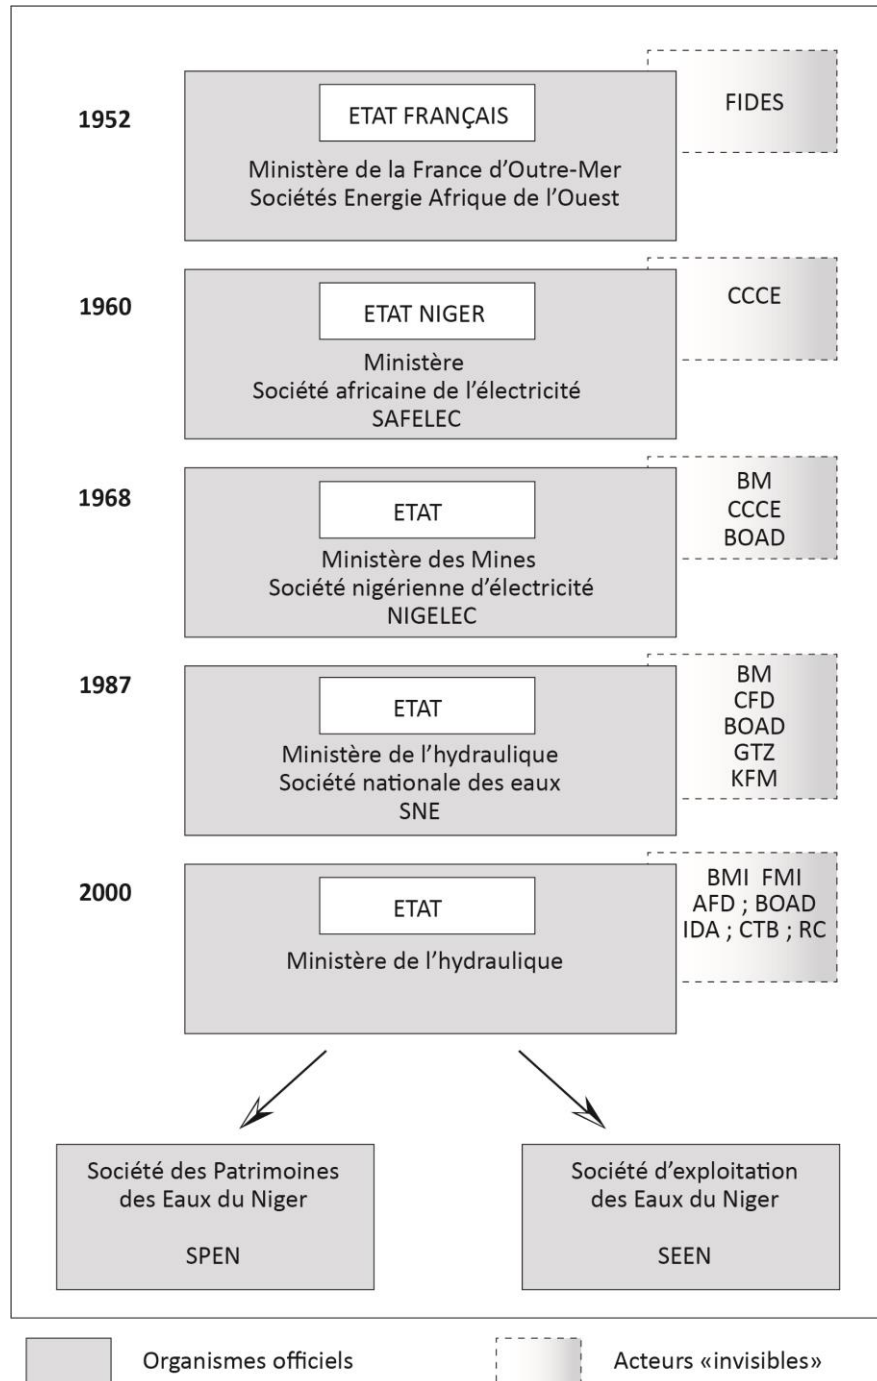 1952
ETAT FRANÇAIS
Ministère de la France d’Outre-Mer
Sociétés Energie Afrique de l’Ouest
FIDES
1960
ETAT NIGER
Ministère
Société africaine de l’électricité
SAFELEC
CCCE
1968
ETAT
Ministère des Mines
Société nigérienne d’électricité
NIGELEC
BM
CCCE
BOAD
1987
ETAT
Ministère de l’hydraulique
Société nationale des eaux
SNE
BM
CFD
BOAD
GTZ
KFM
2000
ETAT
Ministère de l’hydraulique
BMI FMI
AFD ; BOAD
IDA ; CTB ; RC
Société des Patrimoines
des Eaux du Niger
SPEN
Société d’exploitation
des Eaux du Niger
SEEN
Organismes officiels
Acteurs «invisibles»